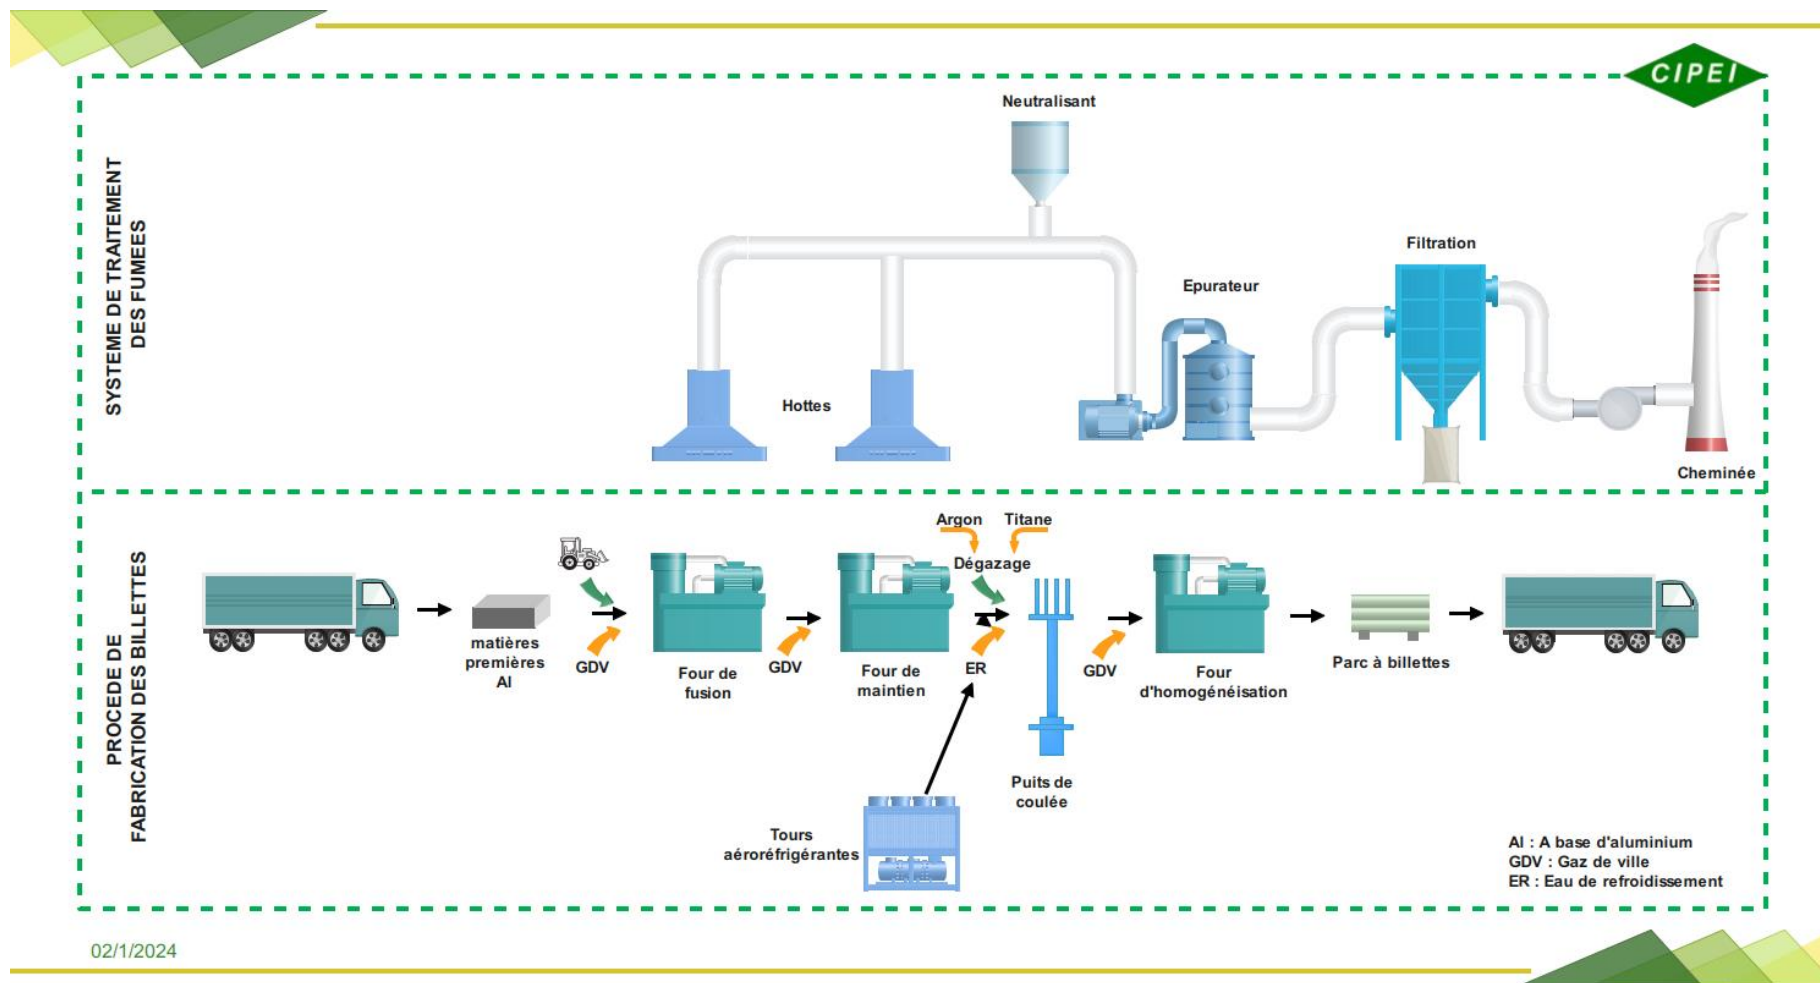 CIPEI
SYSTEME DE TRAITEMENT
DES FUMEES
Neutralisant
Hottes
Epurateur
Filtration
Cheminée
PROCEDE DE
FABRICATION DES BILLETTES
matières
premières
Al
GDV
Four de
fusion
GDV
Four de
maintien
Argon
Titane
Dégazage
ER
Tours
aéroréfrigérantes
Puits de
coulée
GDV
Four
d'homogénéisation
Parc à billettes
Al : A base d'aluminium
GDV : Gaz de ville
ER : Eau de refroidissement
02/1/2024